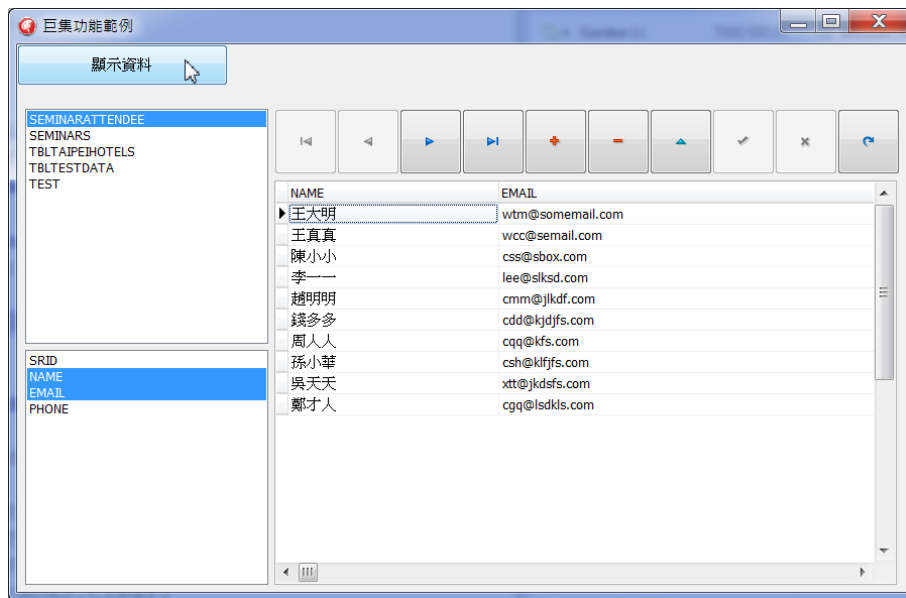 巨集功能範例
顯示資料
SEMINARATTENDEE
SEMINARS
TBLTAIPEIHOTELS
TBLTESTDATA
TEST
SRID
NAME
EMAIL
PHONE
NAME EMAIL
王大明 wtm@somemail.com
王真真 wcc@semail.com
陳小小 css@sbox.com
李一一 lee@slksd.com
趙明明 cmm@jlkdf.com
錢多多 cdd@kjdjfs.com
周人人 cqq@kfs.com
孫小華 csh@klfjfs.com
吳天天 xtt@jkdsfs.com
鄭才人 cgq@lsdkls.com